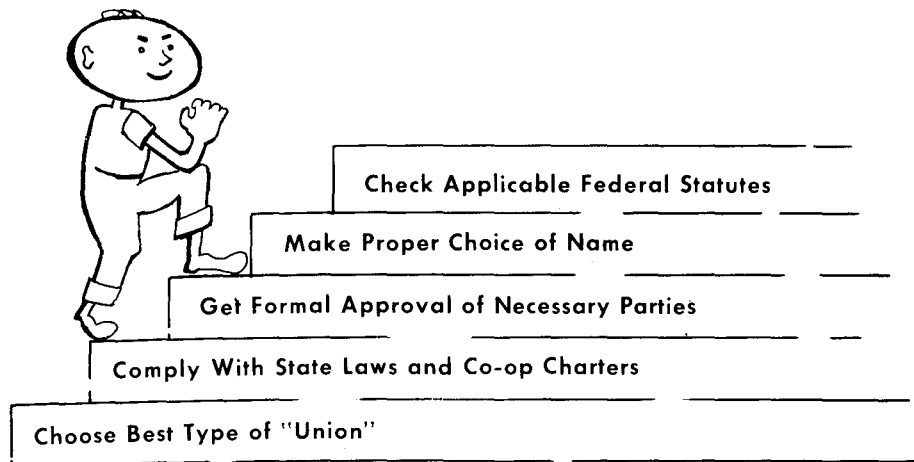 Check Applicable Federal Statutes
Make Proper Choice of Name
Get Formal Approval of Necessary Parties
Comply With State Laws and Co-op Charters
Choose Best Type of "Union"